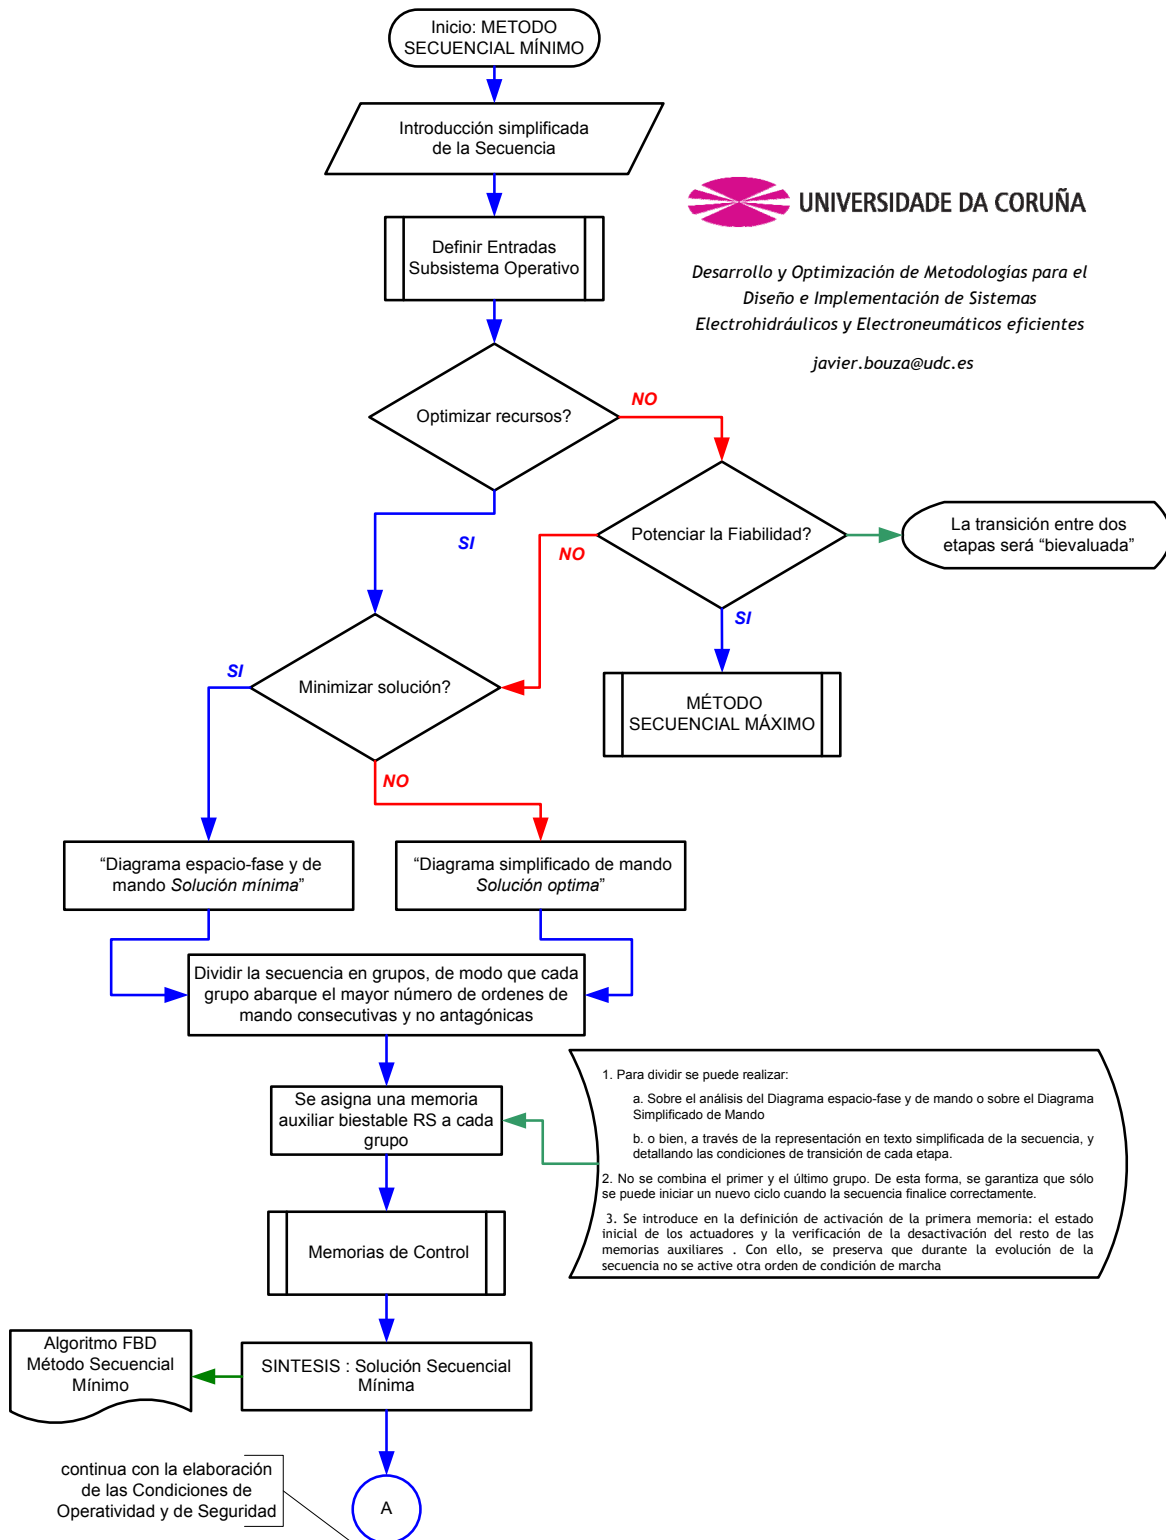 Inicio: METODO
SECUENCIAL MÍNIMO
Introducción simplificada
de la Secuencia
UNIVERSIDADE DA CORUÑA
Definir Entradas
Subsistema Operativo
Desarrollo y Optimización de Metodologías para el
Diseño e Implementación de Sistemas
Electrohidráulicos y Electroneumáticos eficientes
javier.bouza@udc.es
Optimizar recursos?
NO
SI
Potenciar la Fiabilidad?
NO
SI
La transición entre dos
etapas será “bievaluada”
Minimizar solución?
SI
NO
MÉTODO
SECUENCIAL MÁXIMO
“Diagrama espacio-fase y de
mando Solución mínima”
“Diagrama simplificado de mando
Solución optima”
Dividir la secuencia en grupos, de modo que cada
grupo abarque el mayor número de ordenes de
mando consecutivas y no antagónicas
Se asigna una memoria
auxiliar biestable RS a cada
grupo
1. Para dividir se puede realizar:
a. Sobre el análisis del Diagrama espacio-fase y de mando o sobre el Diagrama
Simplificado de Mando
b. o bien, a través de la representación en texto simplificada de la secuencia, y
detallando las condiciones de transición de cada etapa.
2. No se combina el primer y el último grupo. De esta forma, se garantiza que sólo
se puede iniciar un nuevo ciclo cuando la secuencia finalice correctamente.
3. Se introduce en la definición de activación de la primera memoria: el estado
inicial de los actuadores y la verificación de la desactivación del resto de las
memorias auxiliares . Con ello, se preserva que durante la evolución de la
secuencia no se active otra orden de condición de marcha
Memorias de Control
Algoritmo FBD
Método Secuencial
Mínimo
SINTESIS : Solución Secuencial
Mínima
continua con la elaboración
de las Condiciones de
Operatividad y de Seguridad
A